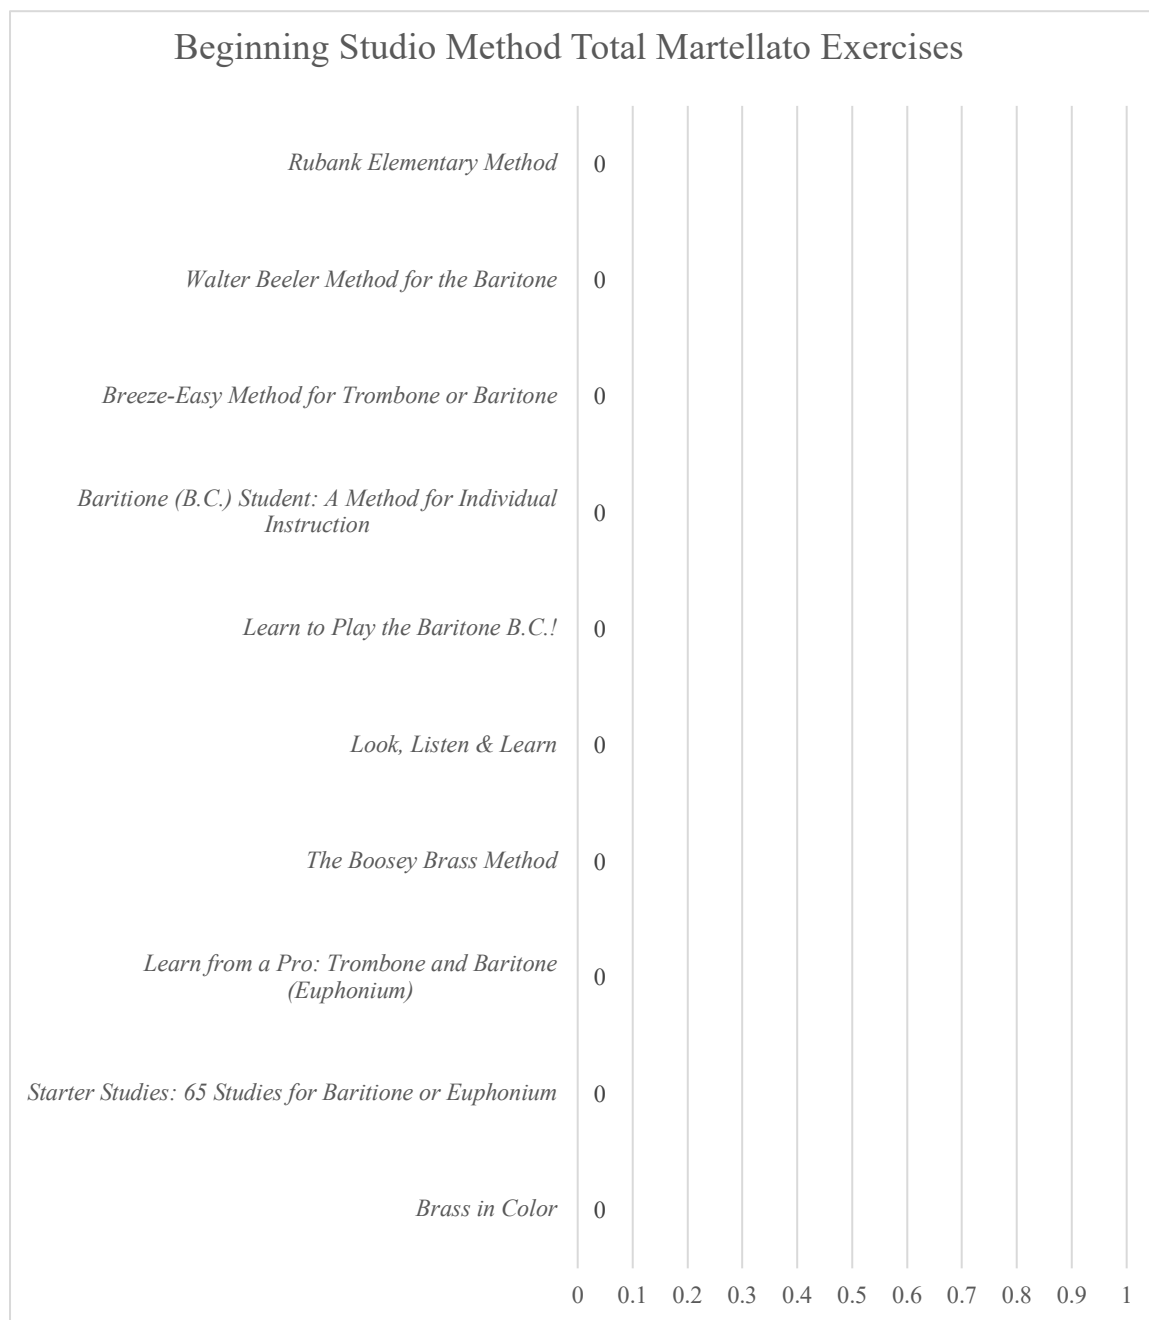 Beginning Studio Method Total Martellato Exercises
Rubank Elementary Method 0
Walter Beeler Method for the Baritone 0
Breeze-Easy Method for Trombone or Baritone 0
Baritione (B.C.) Student: A Method for Individual
Instruction 0
Learn to Play the Baritone B.C.! 0
Look, Listen & Learn 0
The Boosey Brass Method 0
Learn from a Pro: Trombone and Baritone
(Euphonium) 0
Starter Studies: 65 Studies for Baritione or Euphonium 0
Brass in Color 0
0 0.1 0.2 0.3 0.4 0.5 0.6 0.7 0.8 0.9 1